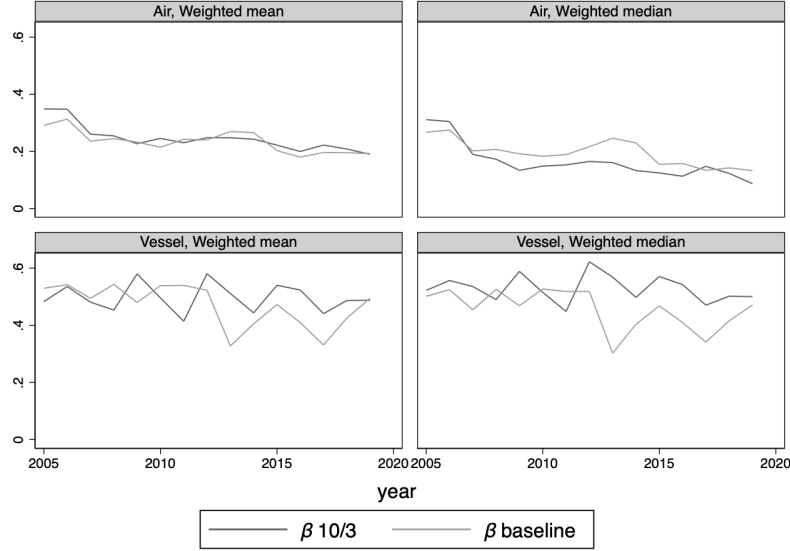 Air, Weighted mean
Air, Weighted median
.6
.4
.2
0
Vessel, Weighted mean
Vessel, Weighted median
.6
.4
.2
0
2005 2010 2015 2020 2005 2010 2015 2020
year
β 10/3 β baseline